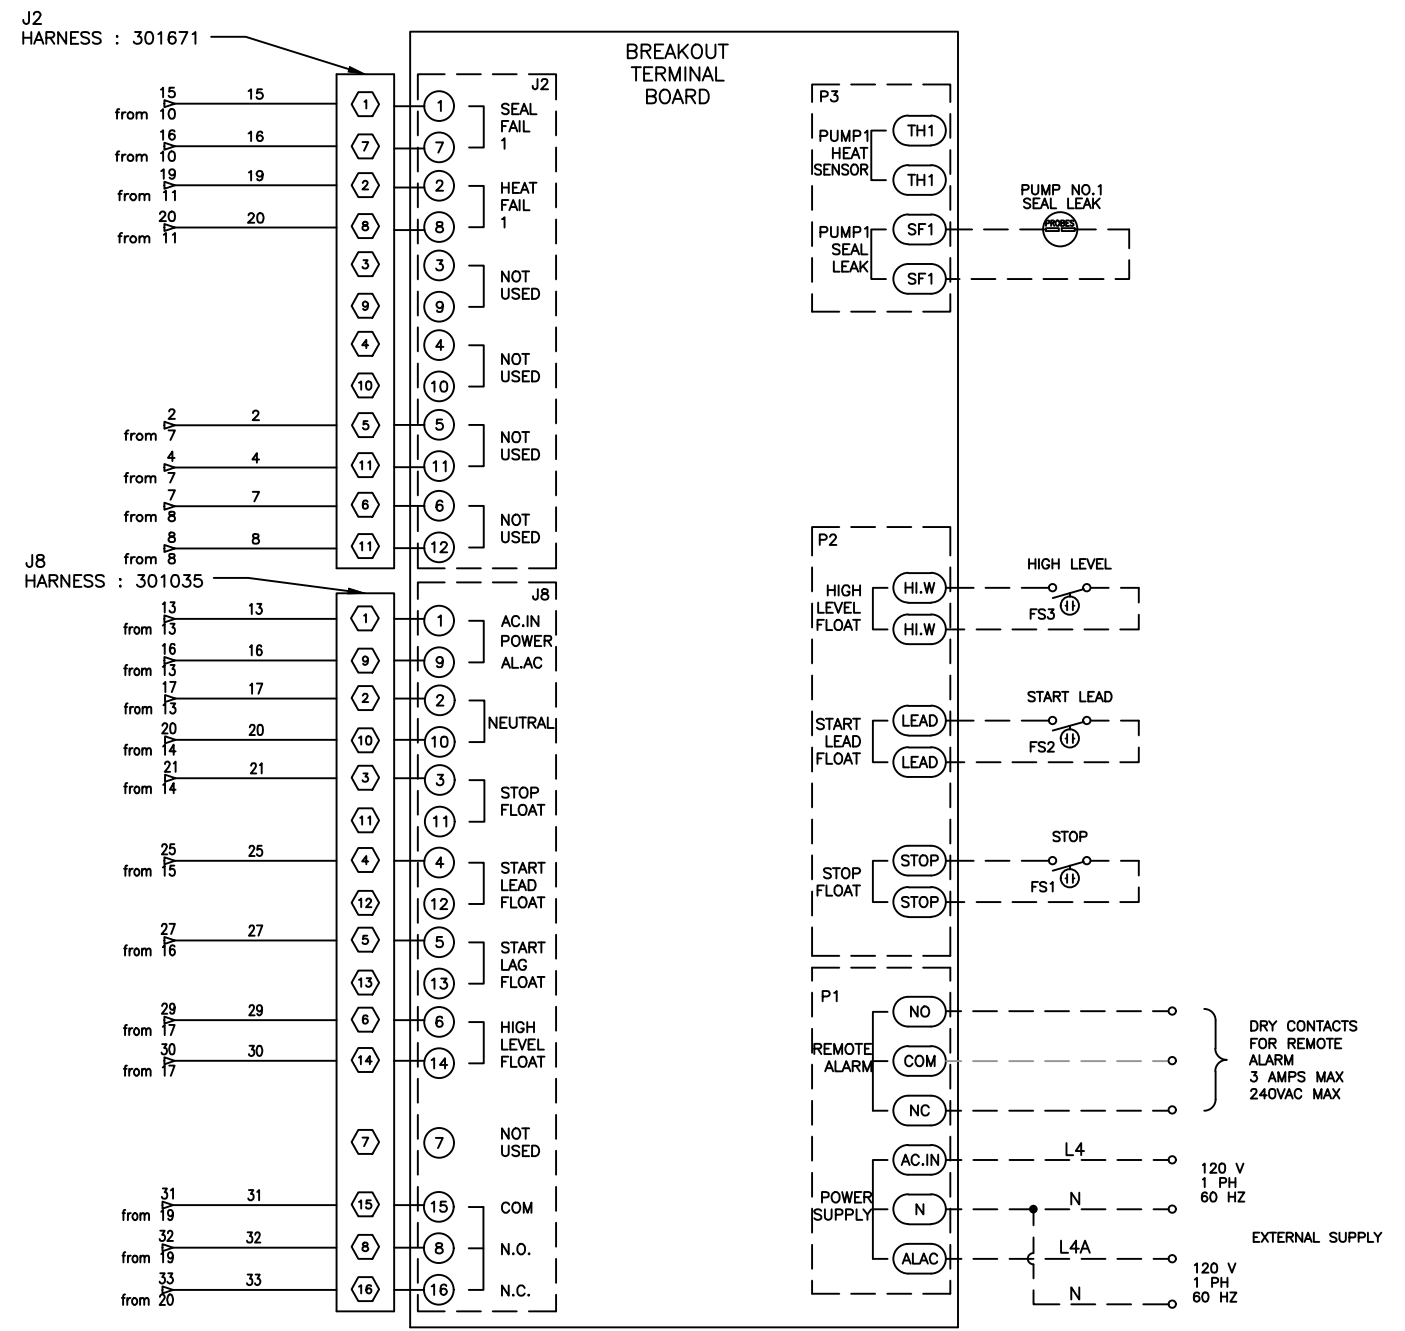 J2
HARNESS : 301671
BREAKOUT
TERMINAL
BOARD
15
from 10
15
1
1
16
from 10
16
7
7
J2
SEAL
FAIL
1
19
from 11
19
2
2
20
from 11
20
8
8
HEAT
FAIL
1
3
3
9
9
NOT
USED
4
4
10
10
NOT
USED
2
from 7
2
5
5
4
from 7
4
11
11
NOT
USED
7
from 8
7
6
6
8
from 8
8
11
12
NOT
USED
J8
HARNESS : 301035
J8
13
from 13
13
1
1
16
from 13
16
9
9
AC.IN
POWER
AL.AC
17
from 13
17
2
2
20
from 14
20
10
10
NEUTRAL
21
from 14
21
3
3
11
11
STOP
FLOAT
25
from 15
25
4
4
12
12
START
LEAD
FLOAT
27
from 16
27
5
5
13
13
START
LAG
FLOAT
29
from 17
29
6
6
30
from 17
30
14
14
HIGH
LEVEL
FLOAT
7
7
NOT
USED
31
from 19
31
15
15
COM
32
from 19
32
8
8
N.O.
33
from 20
33
16
16
N.C.
P3
PUMP1
HEAT
SENSOR
TH1
TH1
PUMP1
SEAL
LEAK
SF1
SF1
PUMP NO.1
SEAL LEAK
PROBES
P2
HIGH
LEVEL
FLOAT
HI.W
HI.W
HIGH LEVEL
FS3
START
LEAD
FLOAT
LEAD
LEAD
START LEAD
FS2
STOP
FLOAT
STOP
STOP
STOP
FS1
P1
REMOTE
ALARM
NO
COM
NC
DRY CONTACTS
FOR REMOTE
ALARM
3 AMPS MAX
240VAC MAX
POWER
SUPPLY
AC.IN
N
ALAC
L4
N
L4A
N
120 V
1 PH
60 HZ
EXTERNAL SUPPLY
120 V
1 PH
60 HZ